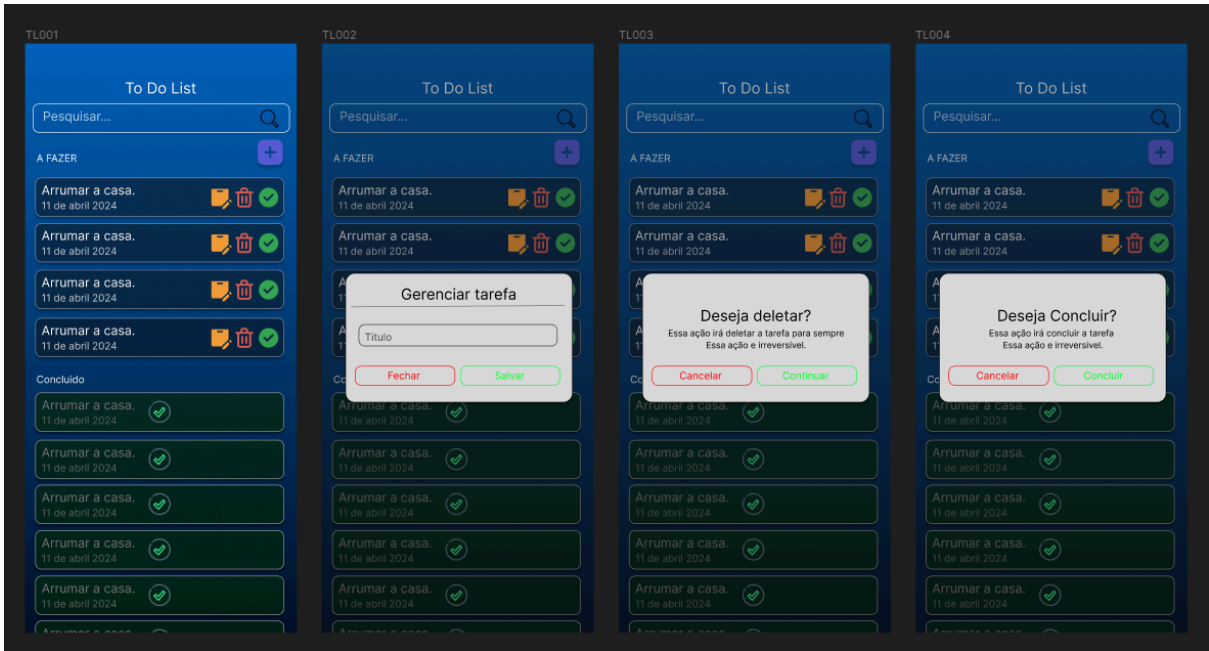 TL001
To Do List
Pesquisar...
A FAZER
Arrumar a casa.
11 de abril 2024
Arrumar a casa.
11 de abril 2024
Arrumar a casa.
11 de abril 2024
Arrumar a casa.
11 de abril 2024
Concluido
Arrumar a casa.
11 de abril 2024
Arrumar a casa.
11 de abril 2024
Arrumar a casa.
11 de abril 2024
Arrumar a casa.
11 de abril 2024
Arrumar a casa.
11 de abril 2024
Arrumar a casa
TL002
To Do List
Pesquisar...
A FAZER
Arrumar a casa.
11 de abril 2024
Arrumar a casa.
11 de abril 2024
Gerenciar tarefa
Titulo
Fechar
Salvar
Arrumar a casa.
11 de abril 2024
Arrumar a casa.
11 de abril 2024
Arrumar a casa.
11 de abril 2024
Arrumar a casa.
11 de abril 2024
Arrumar a casa.
11 de abril 2024
TL003
To Do List
Pesquisar...
A FAZER
Arrumar a casa.
11 de abril 2024
Arrumar a casa.
11 de abril 2024
Deseja deletar?
Essa ação irá deletar a tarefa para sempre
Essa ação e irreversivel.
Cancelar
Continuar
Arrumar a casa.
11 de abril 2024
Arrumar a casa.
11 de abril 2024
Arrumar a casa.
11 de abril 2024
Arrumar a casa.
11 de abril 2024
Arrumar a casa.
11 de abril 2024
TL004
To Do List
Pesquisar...
A FAZER
Arrumar a casa.
11 de abril 2024
Arrumar a casa.
11 de abril 2024
Deseja Concluir?
Essa ação irá concluir a tarefa
Essa ação e irreversivel.
Cancelar
Concluir
Arrumar a casa.
11 de abril 2024
Arrumar a casa.
11 de abril 2024
Arrumar a casa.
11 de abril 2024
Arrumar a casa.
11 de abril 2024
Arrumar a casa.
11 de abril 2024